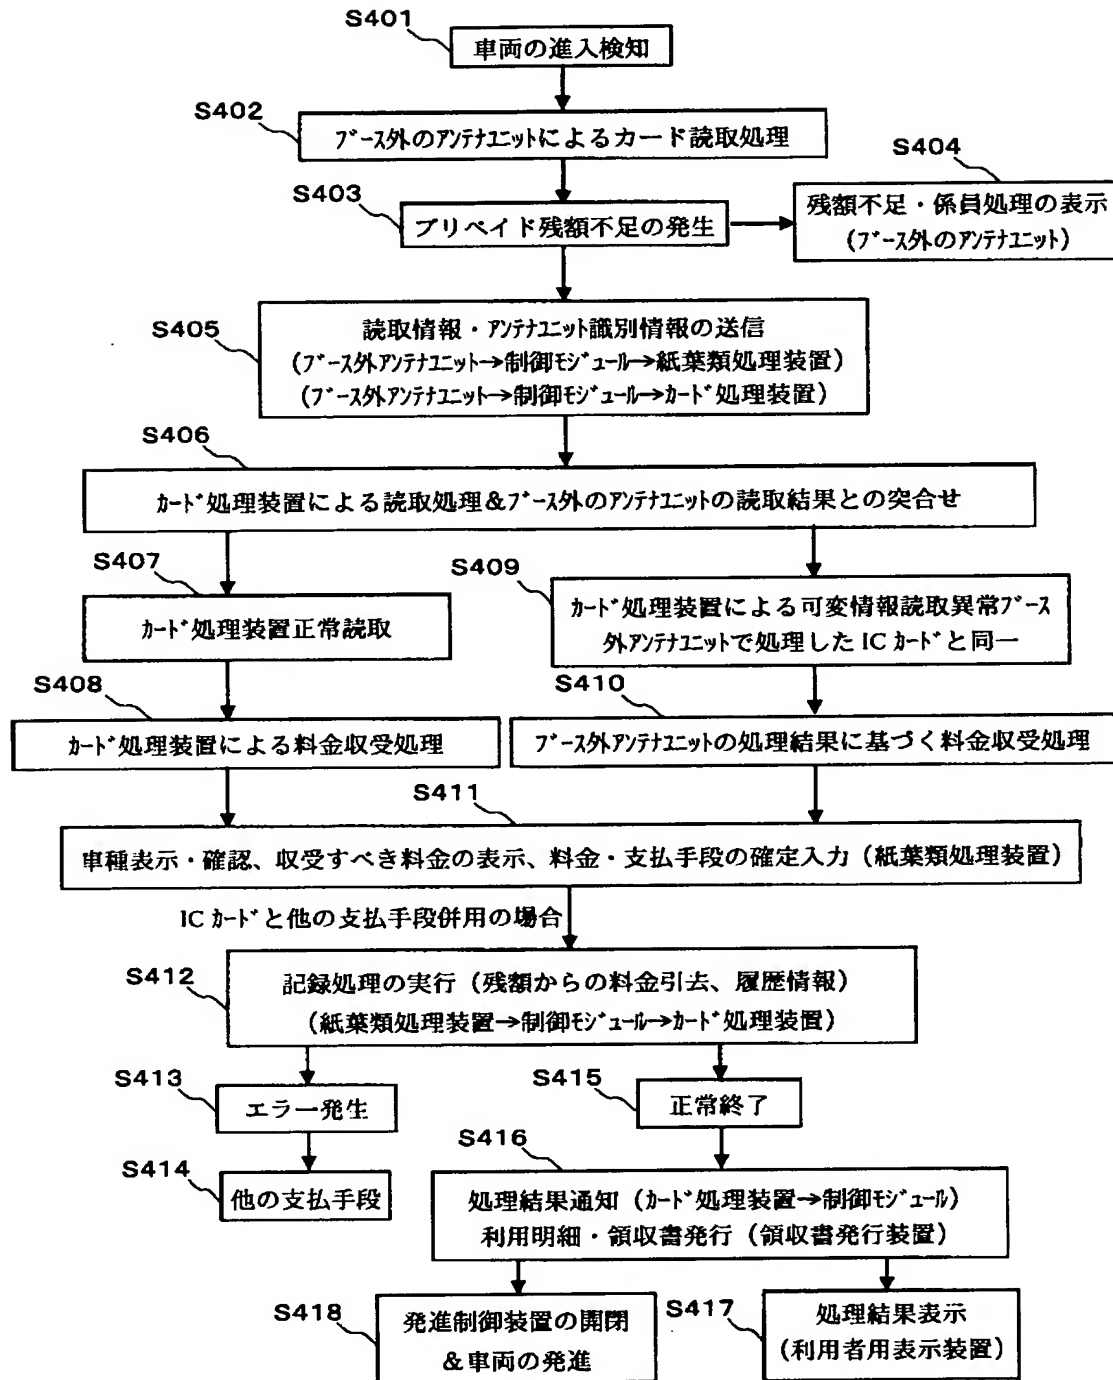 S401
車両の進入検知
S402
ﾌﾞｰｽ外のｱﾝﾃﾅﾕﾆｯﾄによるカード読取処理
S403
プリペイド残額不足の発生
S404
残額不足・係員処理の表示
(ﾌﾞｰｽ外のｱﾝﾃﾅﾕﾆｯﾄ)
S405
読取情報・ｱﾝﾃﾅﾕﾆｯﾄ識別情報の送信
(ﾌﾞｰｽ外ｱﾝﾃﾅﾕﾆｯﾄ→制御ﾓｼﾞｭｰﾙ→紙葉類処理装置)
(ﾌﾞｰｽ外ｱﾝﾃﾅﾕﾆｯﾄ→制御ﾓｼﾞｭｰﾙ→ｶｰﾄﾞ処理装置)
S406
ｶｰﾄﾞ処理装置による読取処理&ﾌﾞｰｽ外のｱﾝﾃﾅﾕﾆｯﾄの読取結果との突合せ
S407
ｶｰﾄﾞ処理装置正常読取
S409
ｶｰﾄﾞ処理装置による可変情報読取異常ﾌﾞｰｽ
外ｱﾝﾃﾅﾕﾆｯﾄで処理したICｶｰﾄﾞと同一
S408
ｶｰﾄﾞ処理装置による料金収受処理
S410
ﾌﾞｰｽ外ｱﾝﾃﾅﾕﾆｯﾄの処理結果に基づく料金収受処理
S411
車種表示・確認、収受すべき料金の表示、料金・支払手段の確定入力(紙葉類処理装置)
ICｶｰﾄﾞと他の支払手段併用の場合
S412
記録処理の実行(残額からの料金引去、履歴情報)
(紙葉類処理装置→制御ﾓｼﾞｭｰﾙ→ｶｰﾄﾞ処理装置)
S413
エラー発生
S415
正常終了
S414
他の支払手段
S416
処理結果通知(ｶｰﾄﾞ処理装置→制御ﾓｼﾞｭｰﾙ)
利用明細・領収書発行(領収書発行装置)
S418
発進制御装置の開閉
&車両の発進
S417
処理結果表示
(利用者用表示装置)